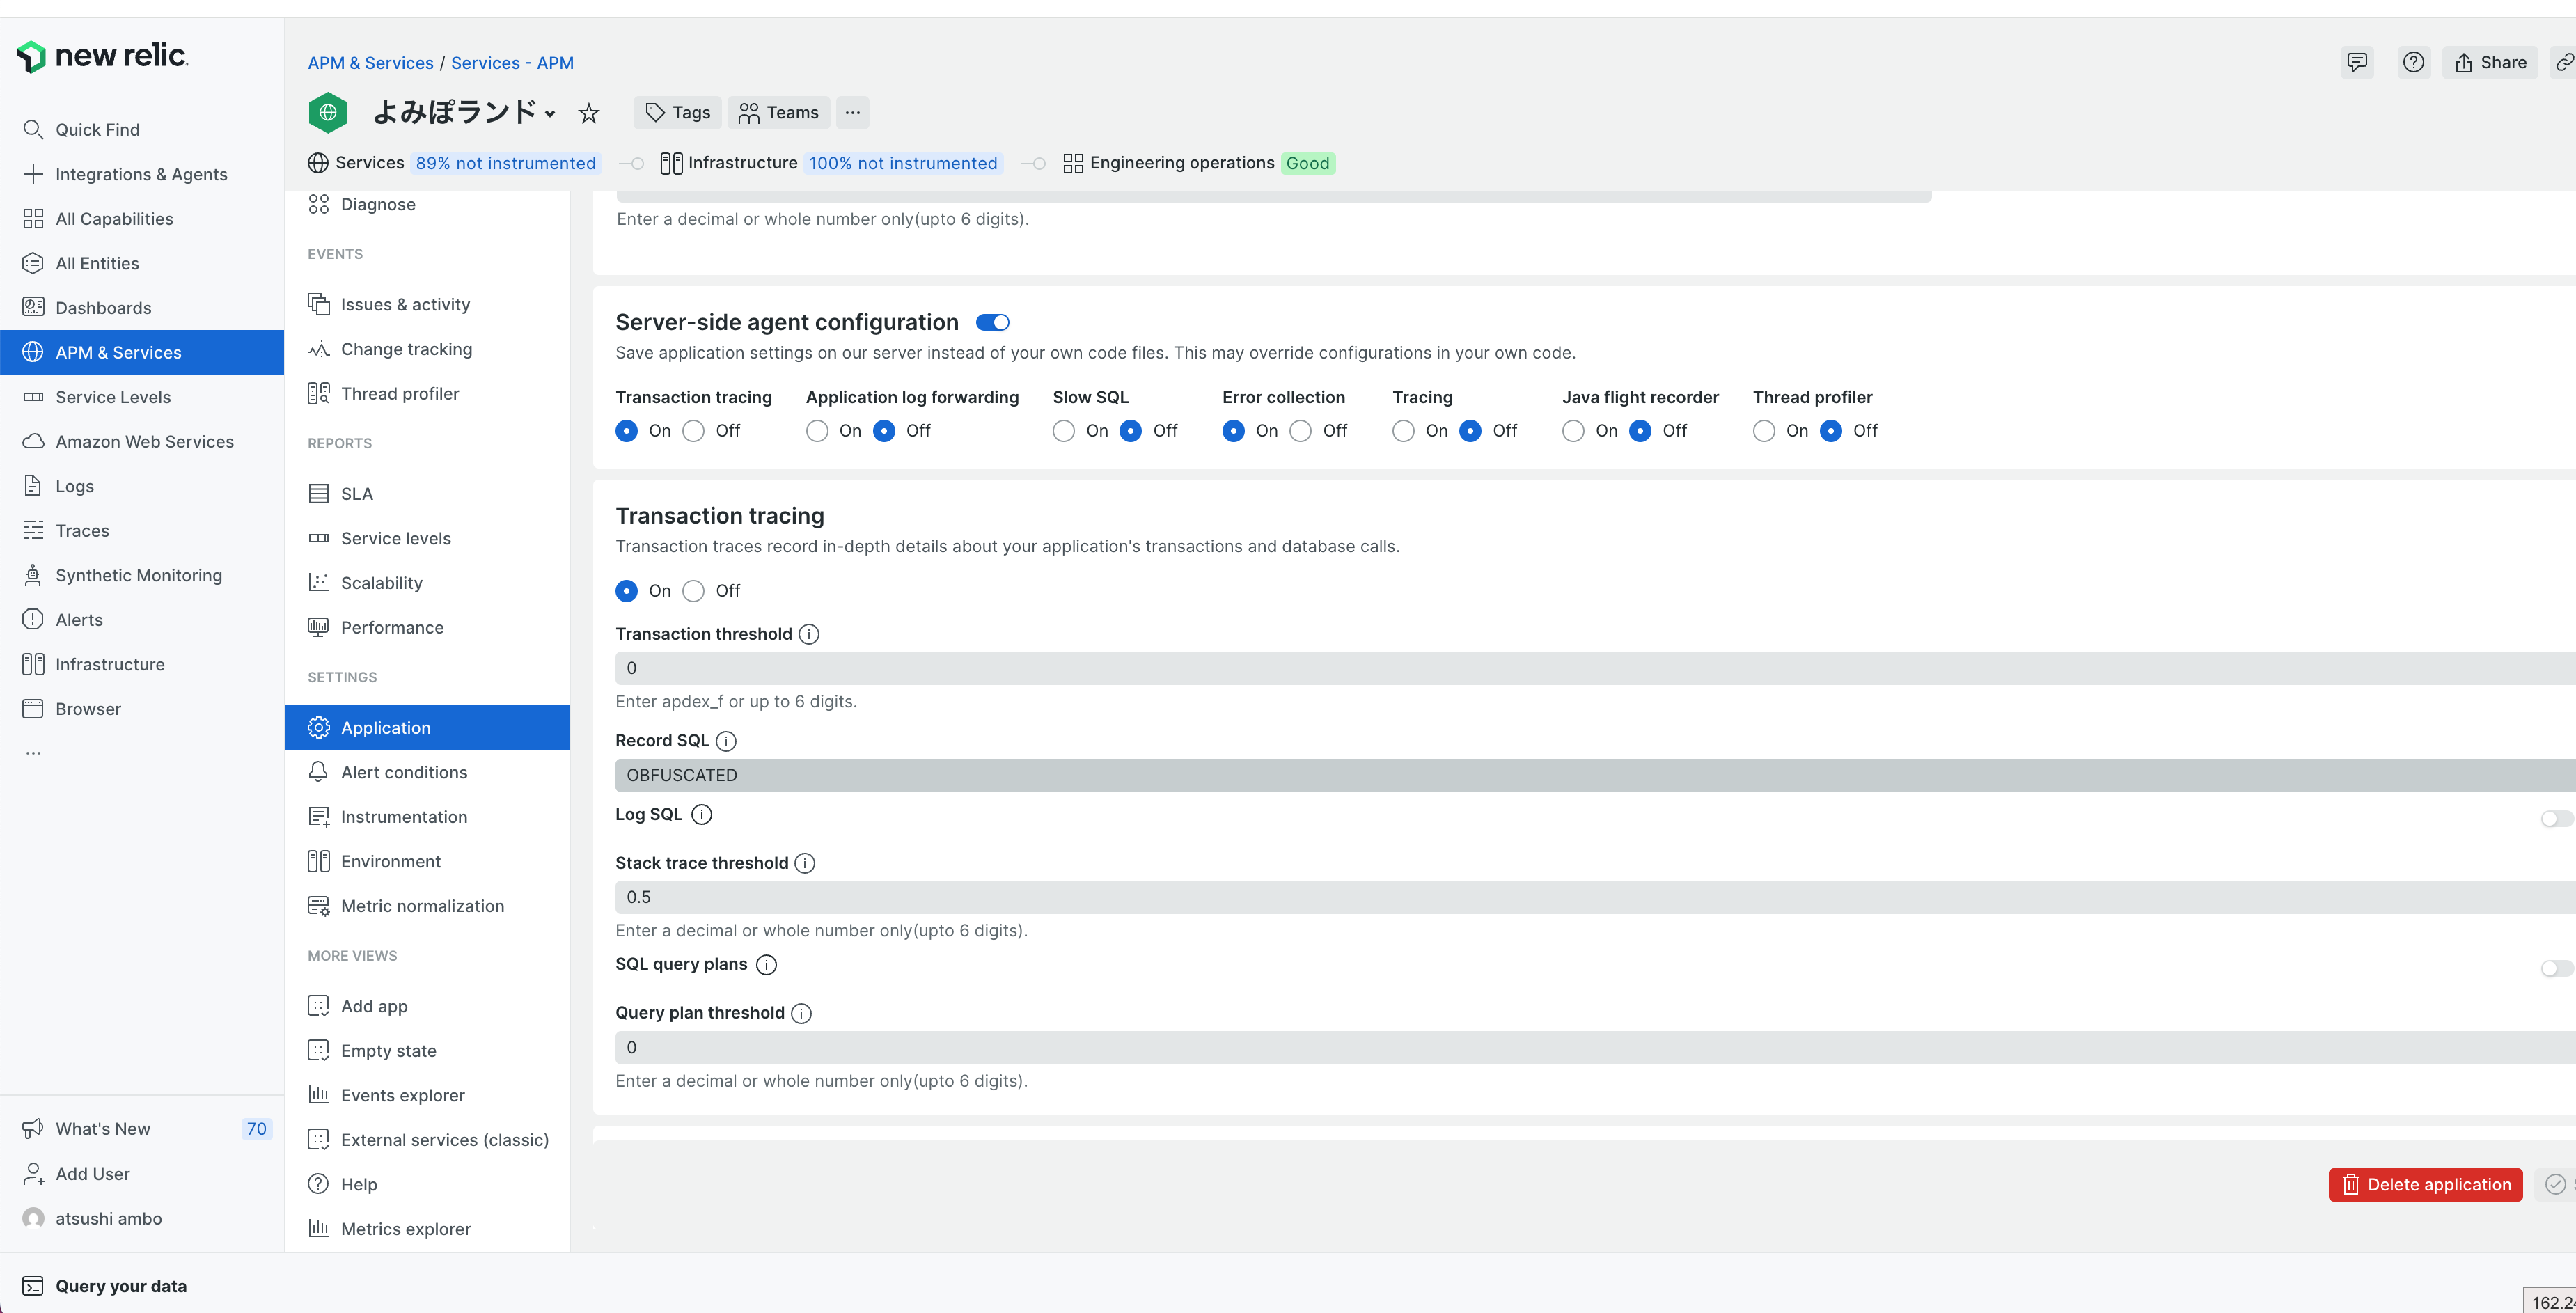 new relic.
Quick Find
Integrations & Agents
All Capabilities
All Entities
Dashboards
APM & Services
Service Levels
Amazon Web Services
Logs
Traces
Synthetic Monitoring
Alerts
Infrastructure
Browser
...
What's New 70
Add User
atsushi ambo
APM & Services / Services - APM
Share
よみぽランド
Tags
Teams
...
Services 89% not instrumented Infrastructure 100% not instrumented Engineering operations Good
Diagnose
EVENTS
Issues & activity
Change tracking
Thread profiler
REPORTS
SLA
Service levels
Scalability
Performance
SETTINGS
Application
Alert conditions
Instrumentation
Environment
Metric normalization
MORE VIEWS
Add app
Empty state
Events explorer
External services (classic)
Help
Metrics explorer
Enter a decimal or whole number only(upto 6 digits).
Server-side agent configuration
Save application settings on our server instead of your own code files. This may override configurations in your own code.
Transaction tracing Application log forwarding Slow SQL Error collection Tracing Java flight recorder Thread profiler
On Off On Off On Off On Off On Off On Off On Off
Transaction tracing
Transaction traces record in-depth details about your application's transactions and database calls.
On Off
Transaction threshold
0
Enter apdex_f or up to 6 digits.
Record SQL
OBFUSCATED
Log SQL
Stack trace threshold
0.5
Enter a decimal or whole number only(upto 6 digits).
SQL query plans
Query plan threshold
0
Enter a decimal or whole number only(upto 6 digits).
Delete application
Query your data